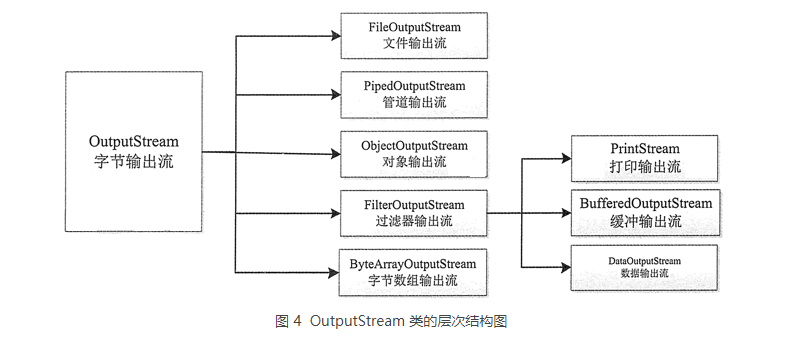 OutputStream
字节输出流
FileOutputStream
文件输出流
PipedOutputStream
管道输出流
ObjectOutputStream
对象输出流
FilterOutputStream
过滤器输出流
ByteArrayOutputStream
字节数组输出流
PrintStream
打印输出流
BufferedOutputStream
缓冲输出流
DataOutputStream
数据输出流
图 4 OutputStream 类的层次结构图